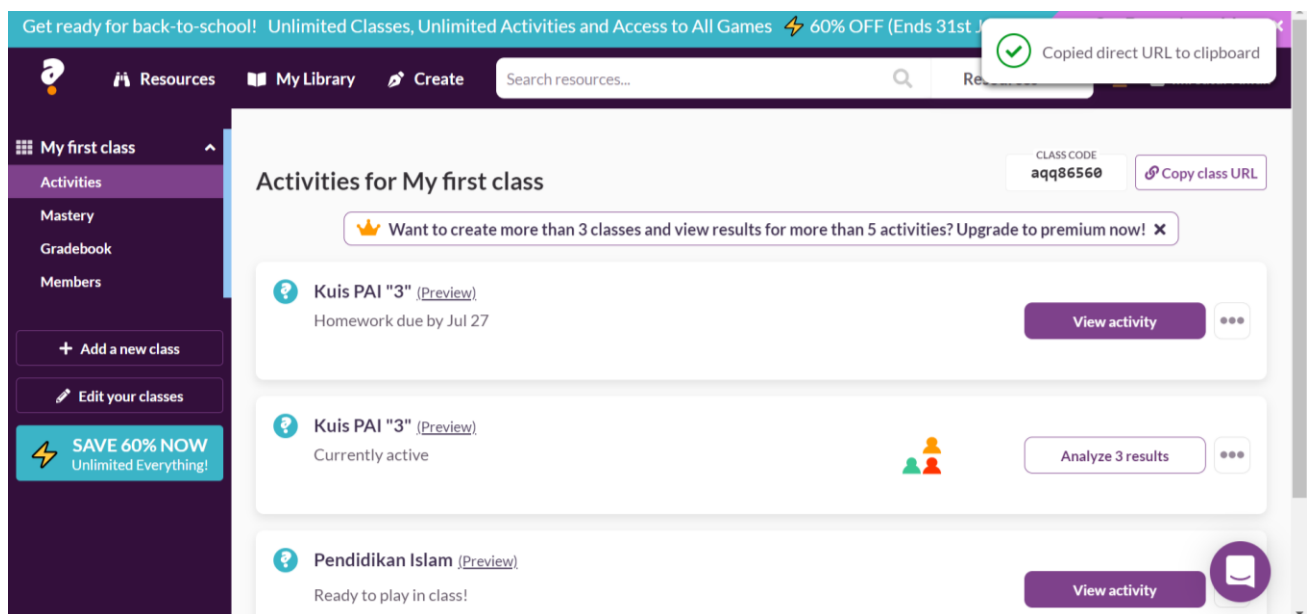 Get ready for back-to-school! Unlimited Classes, Unlimited Activities and Access to All Games ⚡ 60% OFF (Ends 31st J
Copied direct URL to clipboard
Resources My Library Create Search resources...
My first class
Activities
Mastery
Gradebook
Members
+ Add a new class
Edit your classes
SAVE 60% NOW
Unlimited Everything!
Activities for My first class
CLASS CODE
aqq86560
Copy class URL
Want to create more than 3 classes and view results for more than 5 activities? Upgrade to premium now! ×
Kuis PAI "3" (Preview)
Homework due by Jul 27
View activity
Kuis PAI "3" (Preview)
Currently active
Analyze 3 results
Pendidikan Islam (Preview)
Ready to play in class!
View activity